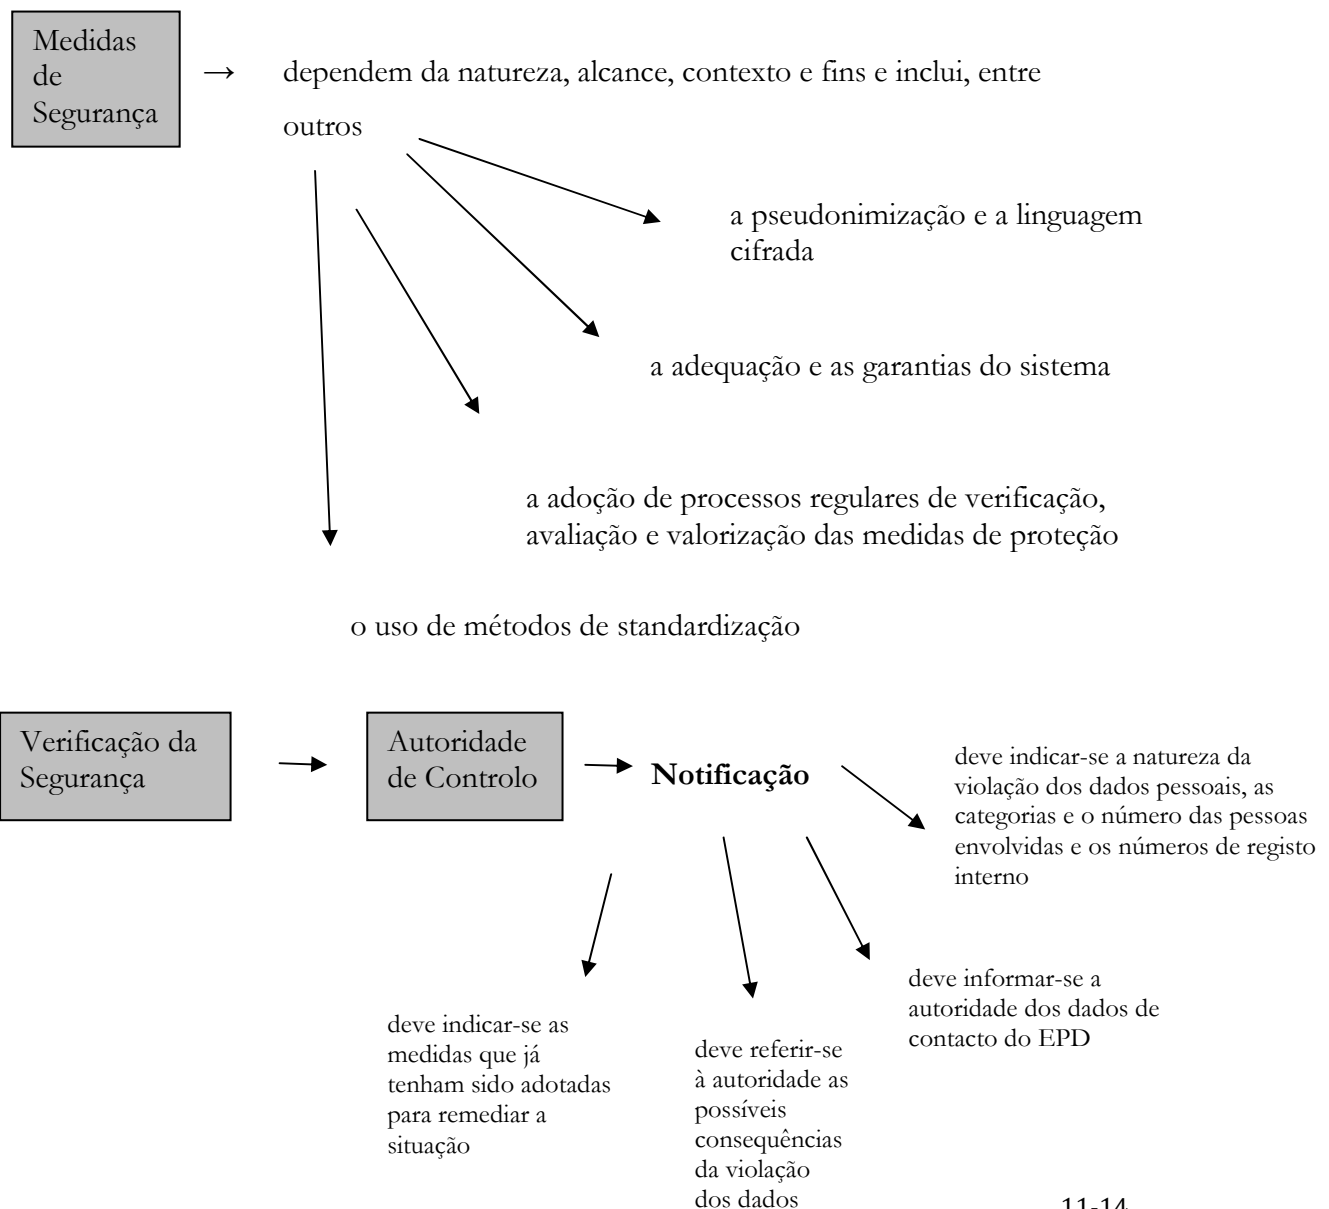 Medidas
de
Segurança
→ dependem da natureza, alcance, contexto e fins e inclui, entre
outros
a pseudonimização e a linguagem
cifrada
a adequação e as garantias do sistema
a adoção de processos regulares de verificação,
avaliação e valorização das medidas de proteção
o uso de métodos de standardização
Verificação da
Segurança
Autoridade
de Controlo
Notificação
deve indicar-se a natureza da
violação dos dados pessoais, as
categorias e o número das pessoas
envolvidas e os números de registo
interno
deve informar-se a
autoridade dos dados de
contacto do EPD
deve indicar-se as
medidas que já
tenham sido adotadas
para remediar a
situação
deve referir-se
à autoridade as
possíveis
consequências
da violação
dos dados
11-14